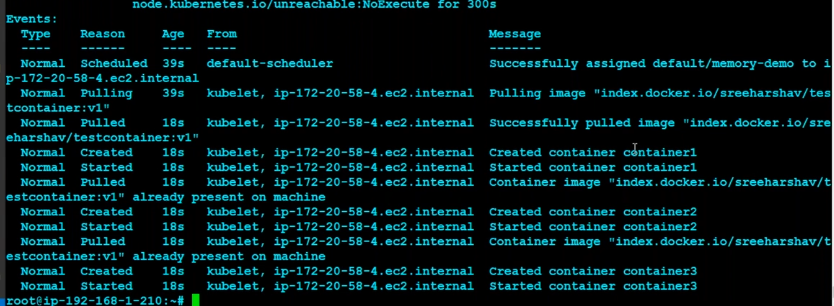 node.kubernetes.io/unreachable:NoExecute for 300s
Events:
Type Reason Age From Message
---- ------ ---- ---- -------
Normal Scheduled 39s default-scheduler Successfully assigned default/memory-demo to i
p-172-20-58-4.ec2.internal
Normal Pulling 39s kubelet, ip-172-20-58-4.ec2.internal Pulling image "index.docker.io/sreeharshav/tes
tcontainer:v1"
Normal Pulled 18s kubelet, ip-172-20-58-4.ec2.internal Successfully pulled image "index.docker.io/sre
eharshav/testcontainer:v1"
Normal Created 18s kubelet, ip-172-20-58-4.ec2.internal Created container container1
Normal Started 18s kubelet, ip-172-20-58-4.ec2.internal Started container container1
Normal Pulled 18s kubelet, ip-172-20-58-4.ec2.internal Container image "index.docker.io/sreeharshav/t
estcontainer:v1" already present on machine
Normal Created 18s kubelet, ip-172-20-58-4.ec2.internal Created container container2
Normal Started 18s kubelet, ip-172-20-58-4.ec2.internal Started container container2
Normal Pulled 18s kubelet, ip-172-20-58-4.ec2.internal Container image "index.docker.io/sreeharshav/t
estcontainer:v1" already present on machine
Normal Created 18s kubelet, ip-172-20-58-4.ec2.internal Created container container3
Normal Started 18s kubelet, ip-172-20-58-4.ec2.internal Started container container3
root@ip-192-168-1-210:~#